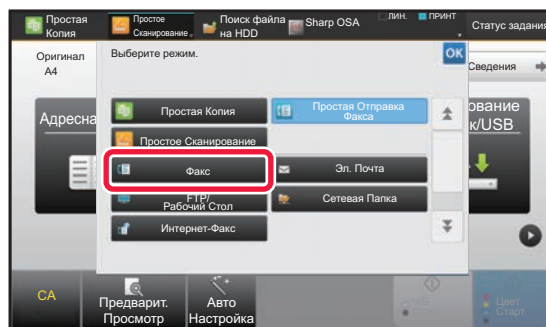 Простая
Копия
Простое
Сканирование
Поиск файла
на HDD
Sharp OSA
ЛИН.
ПРИНТ
Статус задания
Оригинал
A4
Выберите режим.
OK
Сведения
Адресна
Простая Копия
Простая Отправка
Факса
ование
к/USB
Простое Сканирование
Факс
Эл. Почта
FTP/
Рабочий Стол
Сетевая Папка
Интернет-Факс
CA
Предварит.
Просмотр
Авто
Настройка
Ч/Б
Старт
Цвет
Старт